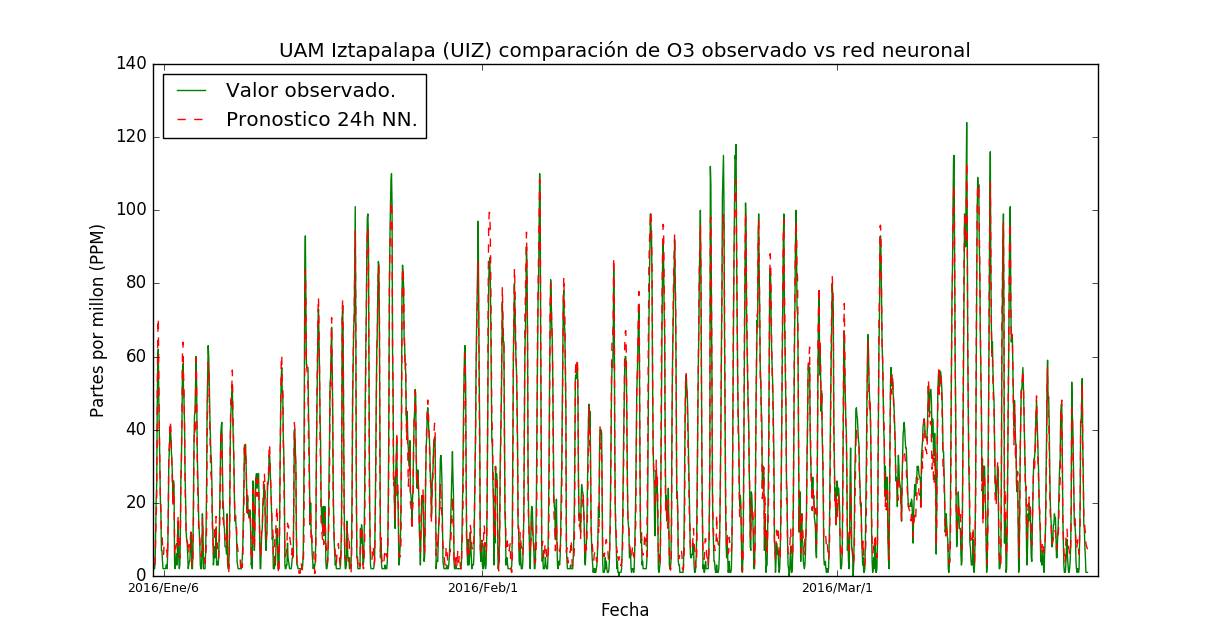 UAM Iztapalapa (UIZ) comparación de O3 observado vs red neuronal
Valor observado.
Pronostico 24h NN.
Partes por millon (PPM)
140
120
100
80
60
40
20
0
2016/Ene/6
2016/Feb/1
2016/Mar/1
Fecha